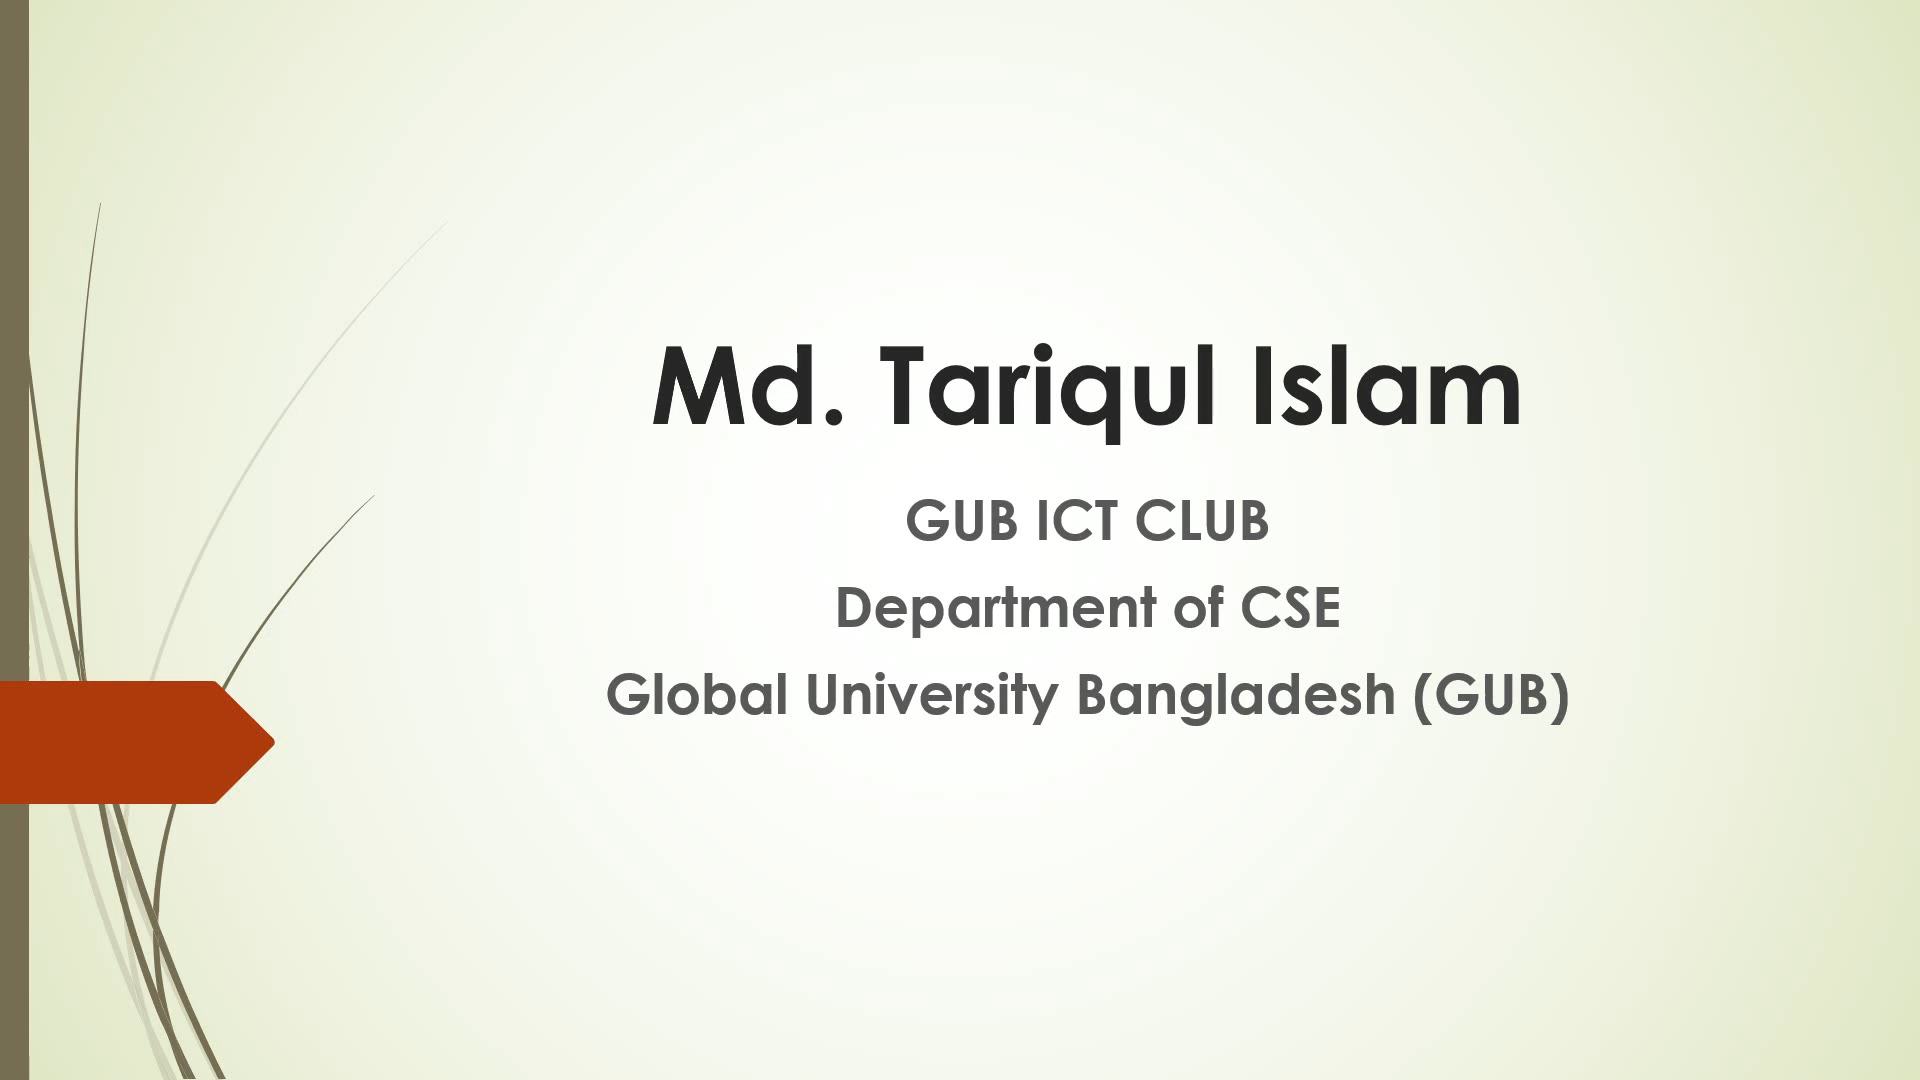 Md. Tariqul Islam
GUB ICT CLUB
Department of CSE
Global University Bangladesh (GUB)